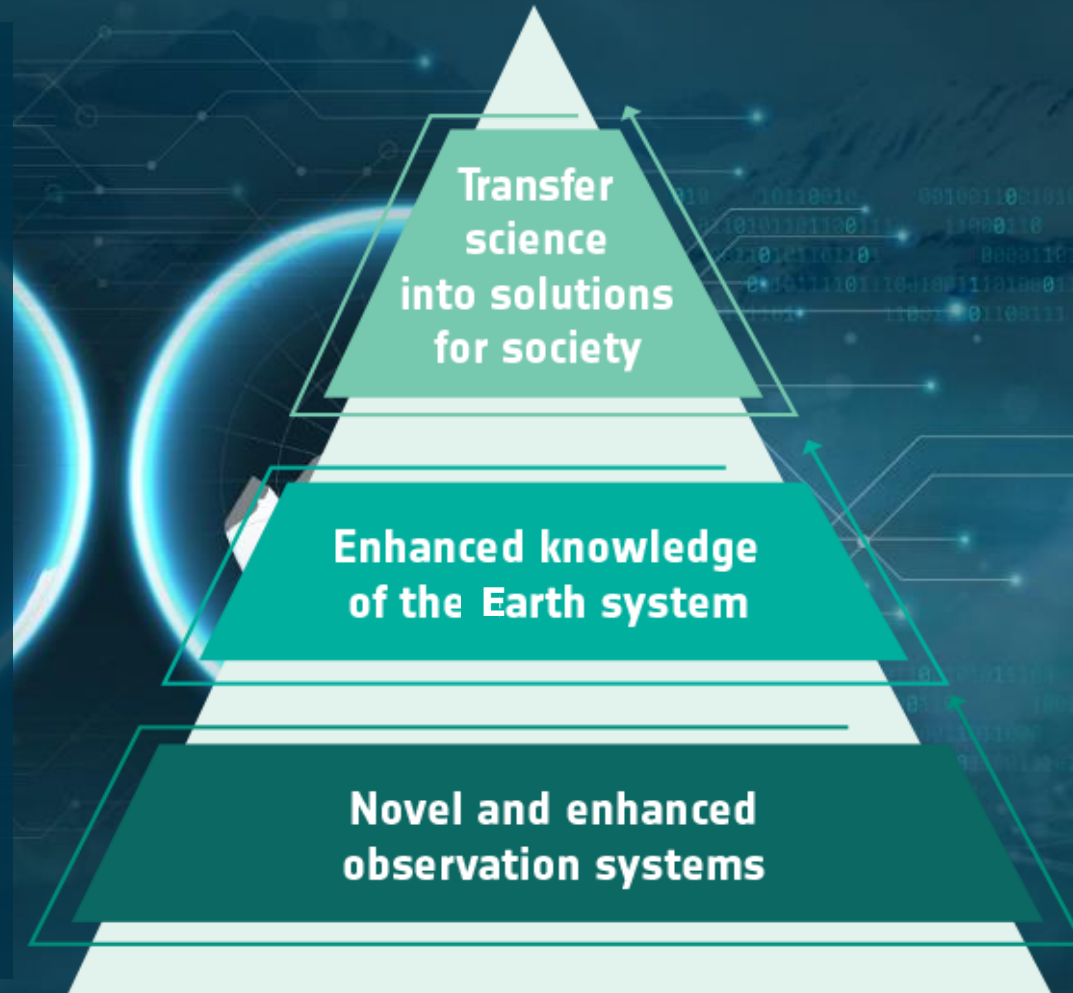 Transfer
science
into solutions
for society
Enhanced knowledge
of the Earth system
Novel and enhanced
observation systems